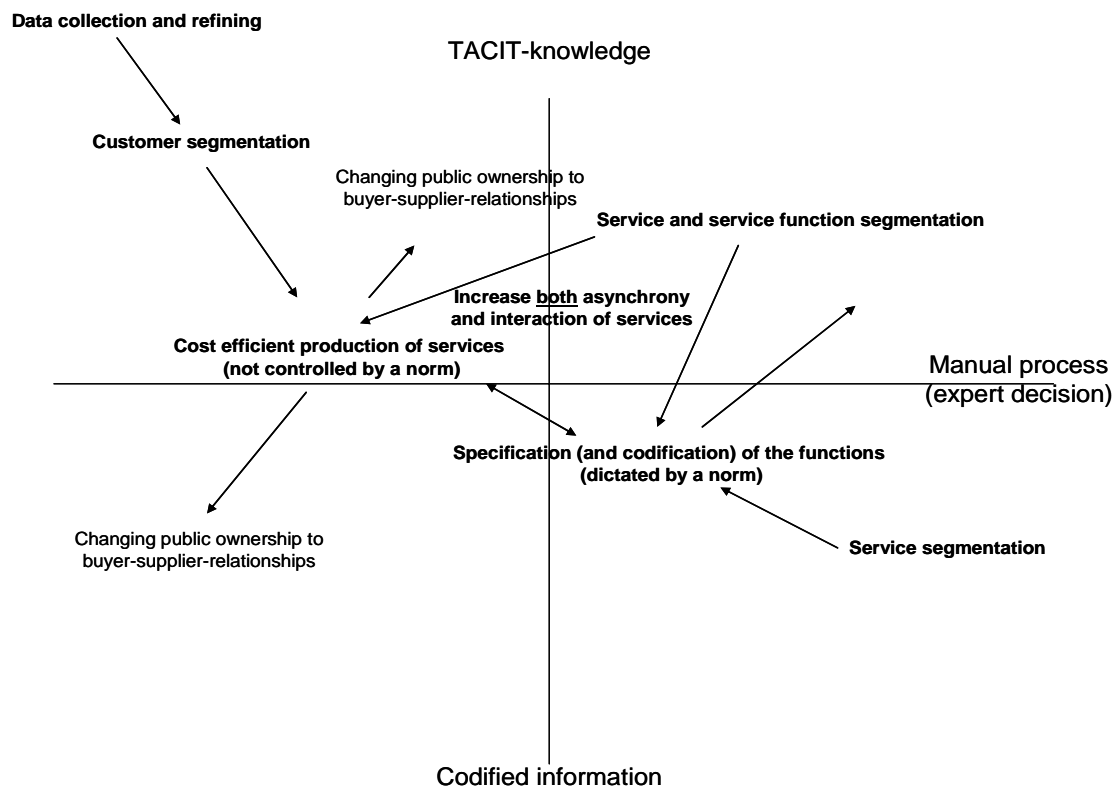 Data collection and refining
TACIT-knowledge
Customer segmentation
Changing public ownership to
buyer-supplier-relationships
Service and service function segmentation
Increase both asynchrony
and interaction of services
Cost efficient production of services
(not controlled by a norm)
Manual process
(expert decision)
Specification (and codification) of the functions
(dictated by a norm)
Changing public ownership to
buyer-supplier-relationships
Service segmentation
Codified information